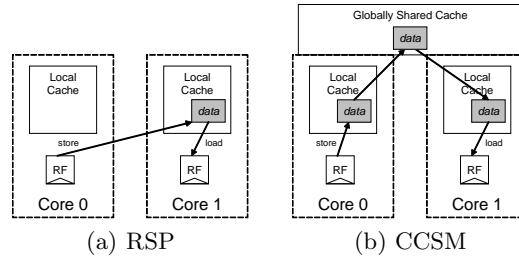 Globally Shared Cache
data
Local
Cache
Local
Cache
data
store
load
RF
RF
Core 0
Core 1
(a) RSP
Local
Cache
data
Local
Cache
data
store
load
RF
RF
Core 0
Core 1
(b) CCSM